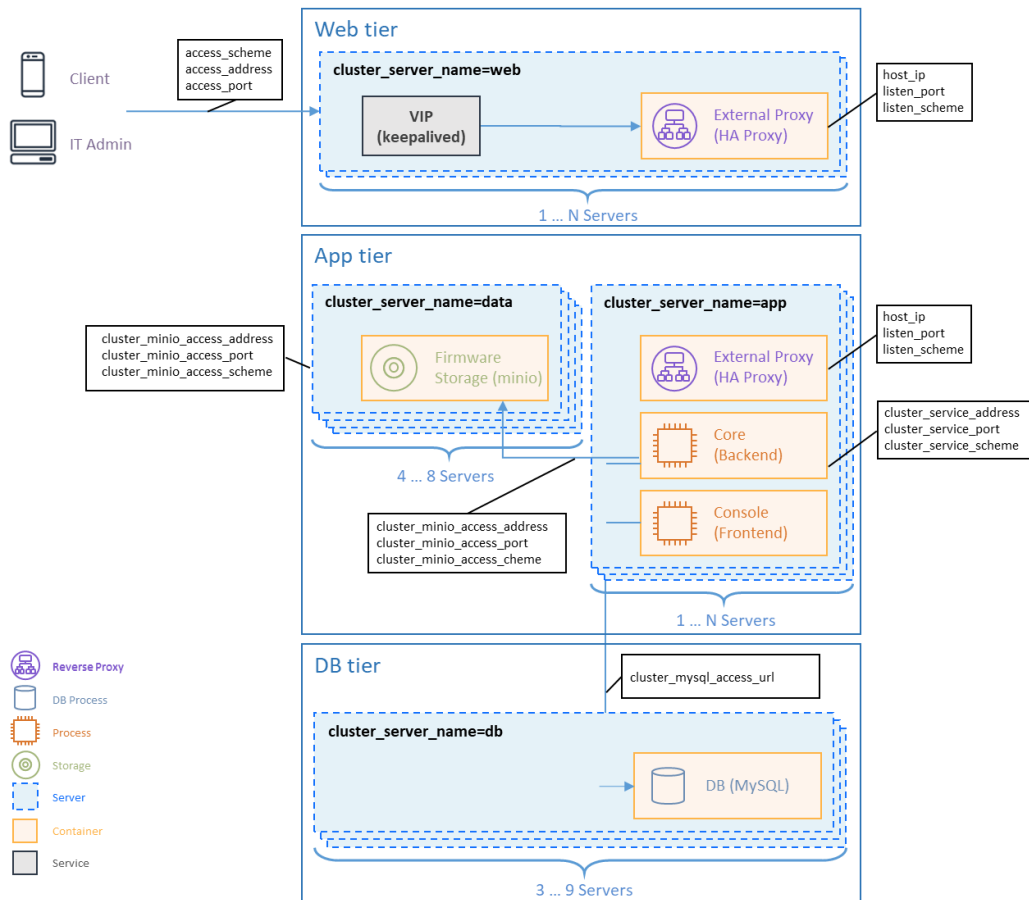 Web tier
Client
IT Admin
access_scheme
access_address
access_port
cluster_server_name=web
VIP
(keepalived)
External Proxy
(HA Proxy)
host_ip
listen_port
listen_scheme
1 ... N Servers
App tier
cluster_server_name=data
cluster_minio_access_address
cluster_minio_access_port
cluster_minio_access_scheme
Firmware
Storage (minio)
4 ... 8 Servers
cluster_minio_access_address
cluster_minio_access_port
cluster_minio_access_cheme
cluster_server_name=app
External Proxy
(HA Proxy)
host_ip
listen_port
listen_scheme
Core
(Backend)
cluster_service_address
cluster_service_port
cluster_service_scheme
Console
(Frontend)
1 ... N Servers
DB tier
cluster_mysql_access_url
cluster_server_name=db
DB (MySQL)
3 ... 9 Servers
Reverse Proxy
DB Process
Process
Storage
Server
Container
Service